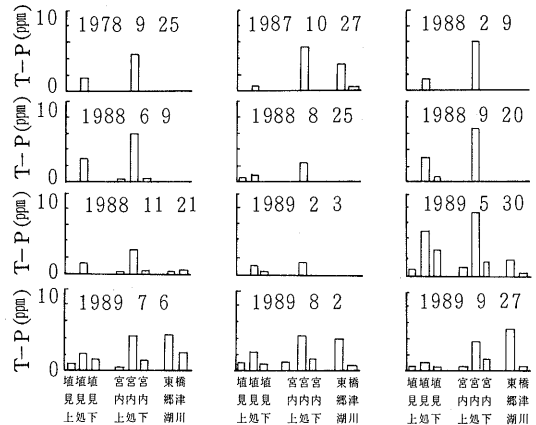 T－P(ppm)
10
0
1978 9 25
1987 10 27
1988 2 9
T－P(ppm)
10
0
1988 6 9
1988 8 25
1988 9 20
T－P(ppm)
10
0
1988 11 21
1989 2 3
1989 5 30
T－P(ppm)
10
0
1989 7 6
1989 8 2
1989 9 27
埴見上
埴見処
埴見下
宮内上
宮内処
宮内下
東郷湖
橋津川
埴見上
埴見処
埴見下
宮内上
宮内処
宮内下
東郷湖
橋津川
埴見上
埴見処
埴見下
宮内上
宮内処
宮内下
東郷湖
橋津川